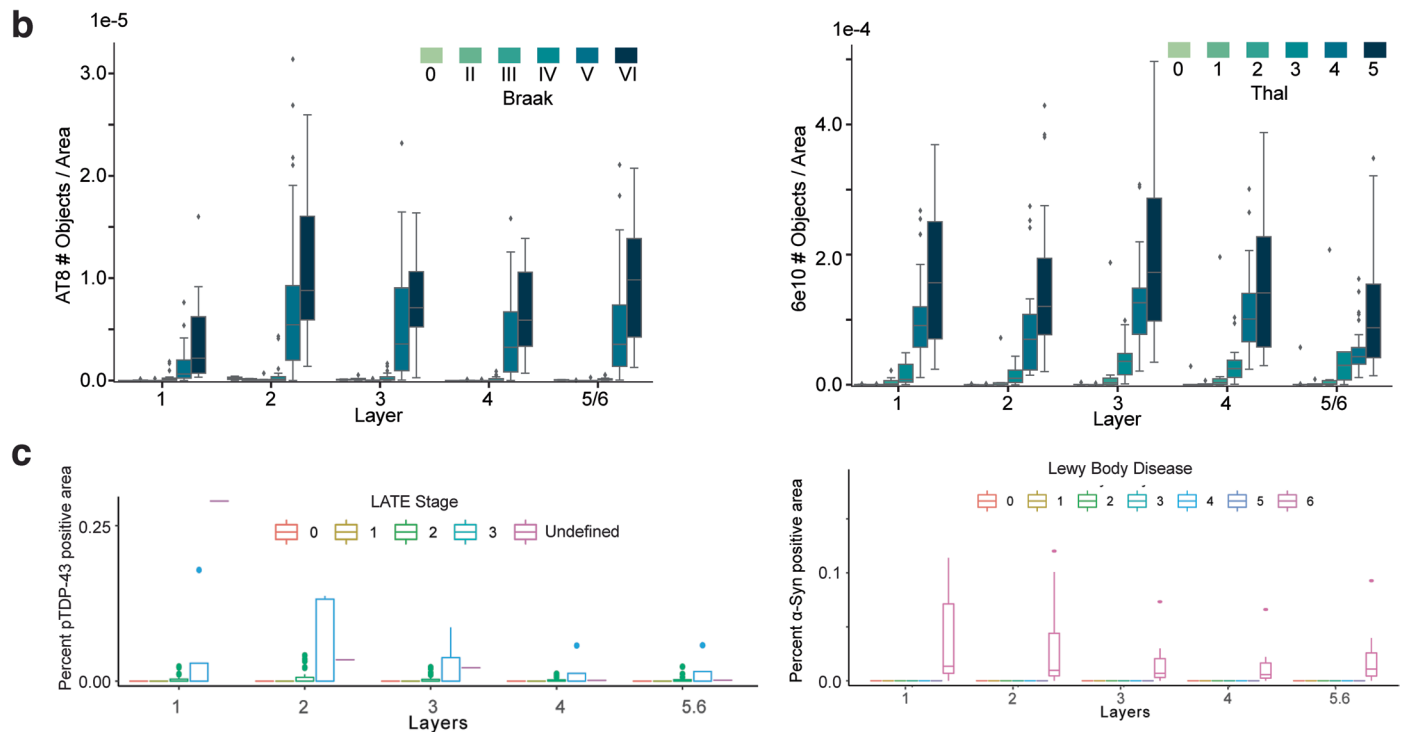 b
1e-5
3.0
2.0
1.0
0.0
AT8 # Objects / Area
0 II III IV V VI
Braak
1 2 3 4 5/6
Layer
1e-4
4.0
2.0
0.0
6e10 # Objects / Area
0 1 2 3 4 5
Thal
1 2 3 4 5/6
Layer
c
Percent pTDP-43 positive area
0.25
0.00
LATE Stage
0 1 2 3 Undefined
1 2 3 4 5.6
Layers
Percent α-Syn positive area
0.1
0.0
Lewy Body Disease
0 1 2 3 4 5 6
1 2 3 4 5.6
Layers